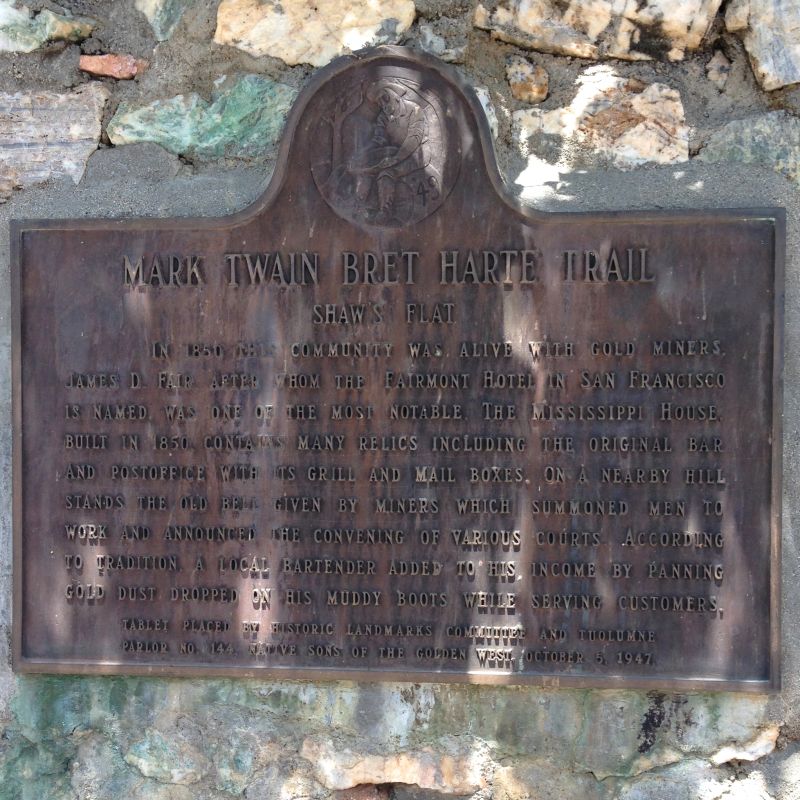 49
MARK TWAIN BRET HARTE TRAIL
SHAW'S FLAT
IN 1850 THIS COMMUNITY WAS ALIVE WITH GOLD MINERS.
JAMES D. FAIR, AFTER WHOM THE FAIRMONT HOTEL IN SAN FRANCISCO
IS NAMED, WAS ONE OF THE MOST NOTABLE. THE MISSISSIPPI HOUSE,
BUILT IN 1850, CONTAINS MANY RELICS INCLUDING THE ORIGINAL BAR
AND POSTOFFICE WITH ITS GRILL AND MAIL BOXES. ON A NEARBY HILL
STANDS THE OLD BELL GIVEN BY MINERS WHICH SUMMONED MEN TO
WORK AND ANNOUNCED THE CONVENING OF VARIOUS COURTS. ACCORDING
TO TRADITION, A LOCAL BARTENDER ADDED TO HIS INCOME BY PANNING
GOLD DUST DROPPED ON HIS MUDDY BOOTS WHILE SERVING CUSTOMERS.
TABLET PLACED BY HISTORIC LANDMARKS COMMITTEE AND TUOLUMNE
PARLOR NO. 144, NATIVE SONS OF THE GOLDEN WEST, OCTOBER 5, 1947.